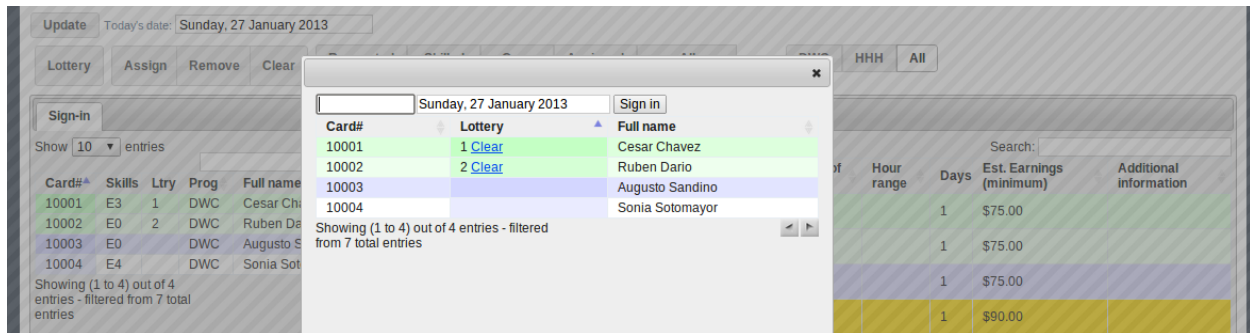 Update Today's date: Sunday, 27 January 2013
Lottery Assign Remove Clear HHH All
Sign-in
Show 10 entries
Search:
Card# Skills Ltry Prog Full name Hour range Days Est. Earnings (minimum) Additional information
10001 E3 1 DWC Cesar 1 $75.00
10002 E0 2 DWC Ruben 1 $75.00
10003 E0 DWC Augusto 1 $75.00
10004 E4 DWC Sonia 1 $90.00
Showing (1 to 4) out of 4
entries - filtered from 7 total
entries
Sunday, 27 January 2013 Sign in
Card# Lottery Full name
10001 1 Clear Cesar Chavez
10002 2 Clear Ruben Dario
10003 Augusto Sandino
10004 Sonia Sotomayor
Showing (1 to 4) out of 4 entries - filtered
from 7 total entries